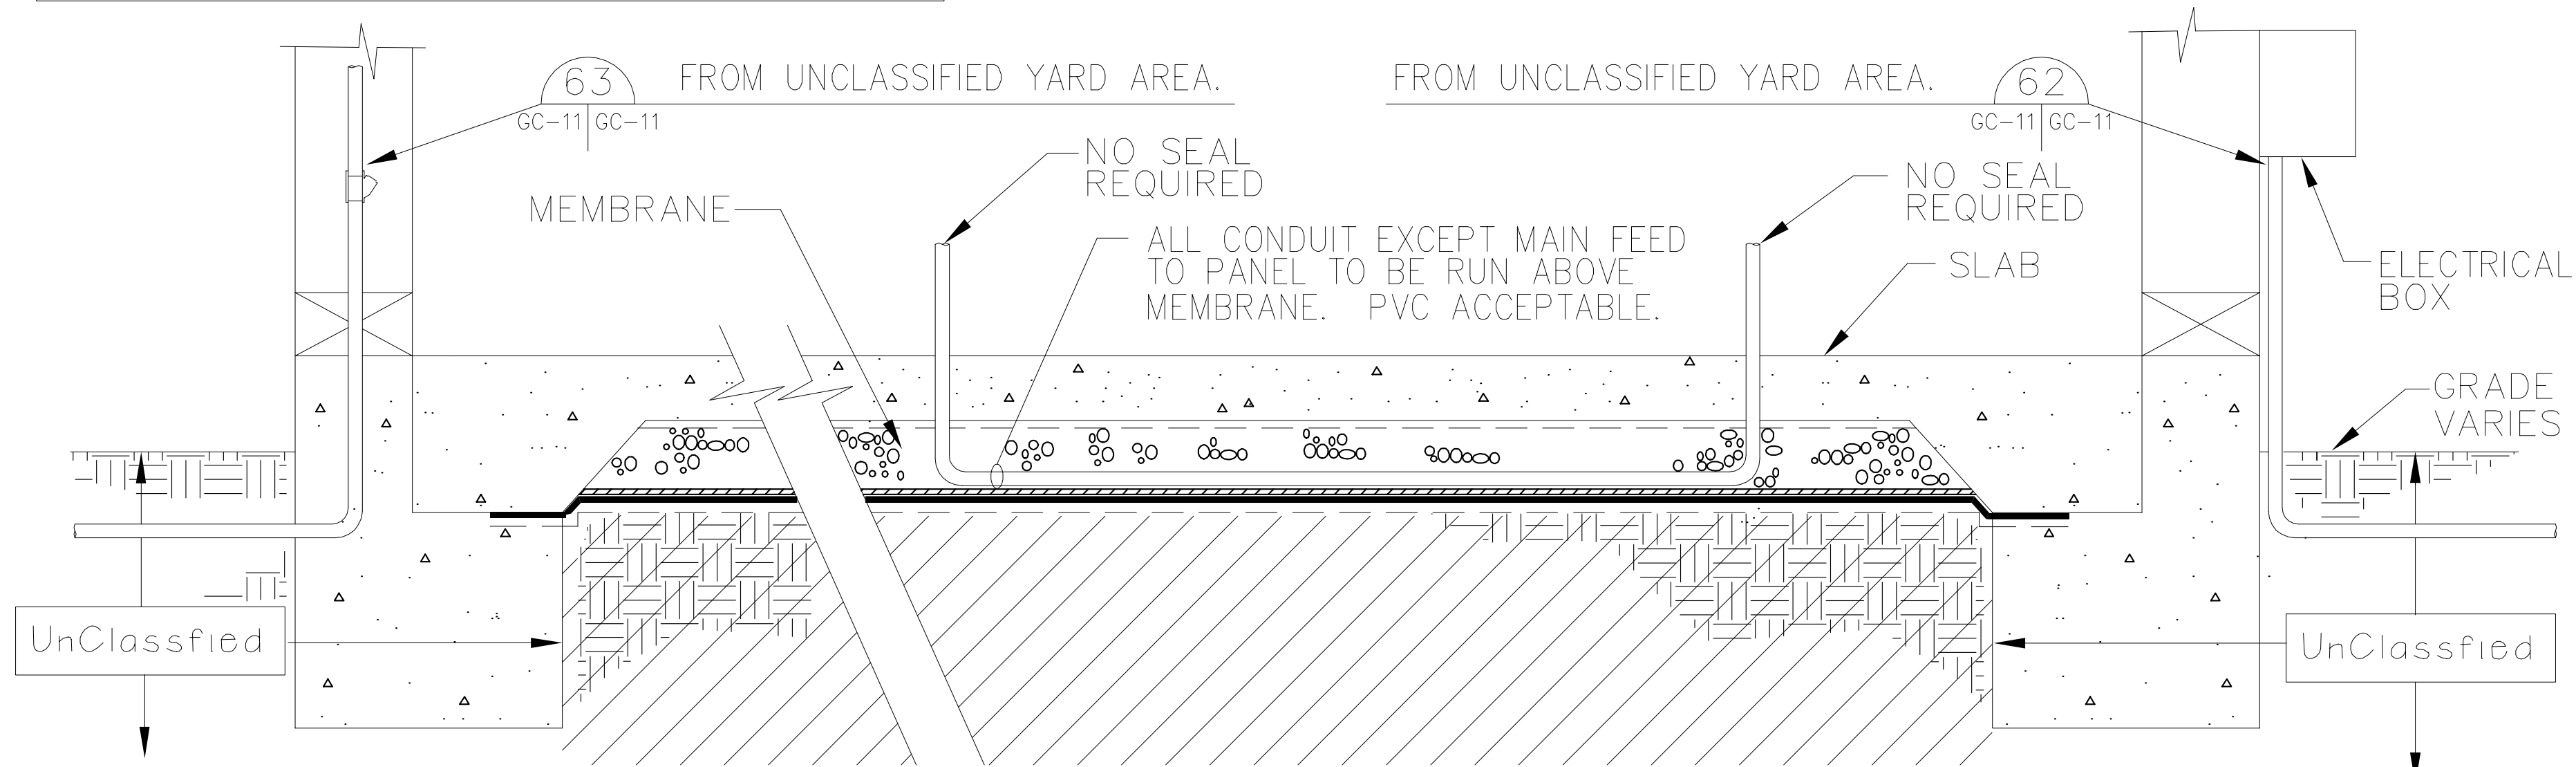 63
FROM UNCLASSIFIED YARD AREA.
GC-11 GC-11
FROM UNCLASSIFIED YARD AREA.
62
GC-11 GC-11
NO SEAL
REQUIRED
MEMBRANE
NO SEAL
REQUIRED
ALL CONDUIT EXCEPT MAIN FEED
TO PANEL TO BE RUN ABOVE
MEMBRANE. PVC ACCEPTABLE.
SLAB
ELECTRICAL
BOX
GRADE
VARIES
UnClassfied
UnClassfied